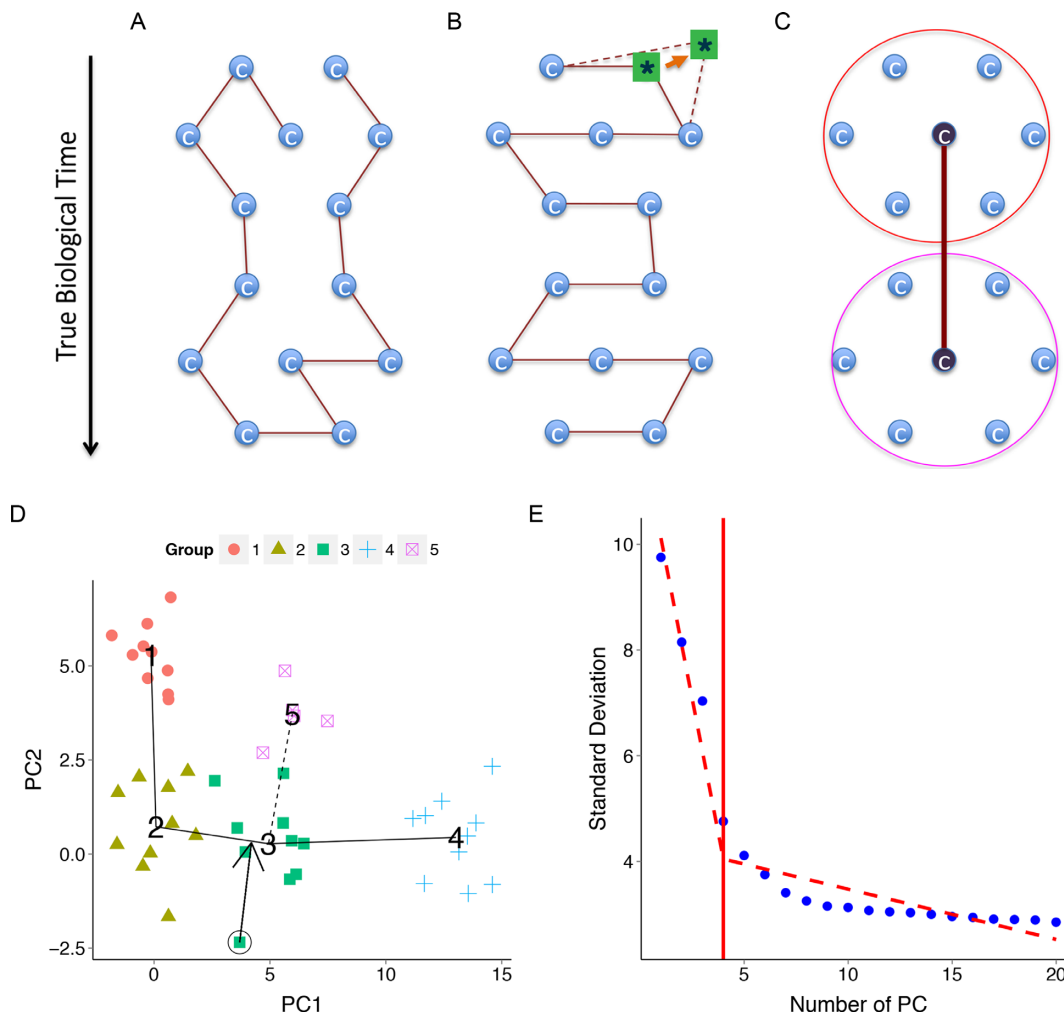 A
B
C
True Biological Time
C C
* *
C
C C C
C C C
C C
C C
C C
C C
C C C
C C C
C C
C C
C C
C C C
C C C
C C C
C C
C C
C C
D
Group 1 2 3 4 5
5.0
2.5
0.0
−2.5
PC2
0 5 10 15
PC1
1
2
3
4
5
E
10
8
6
4
Standard Deviation
5 10 15 20
Number of PC